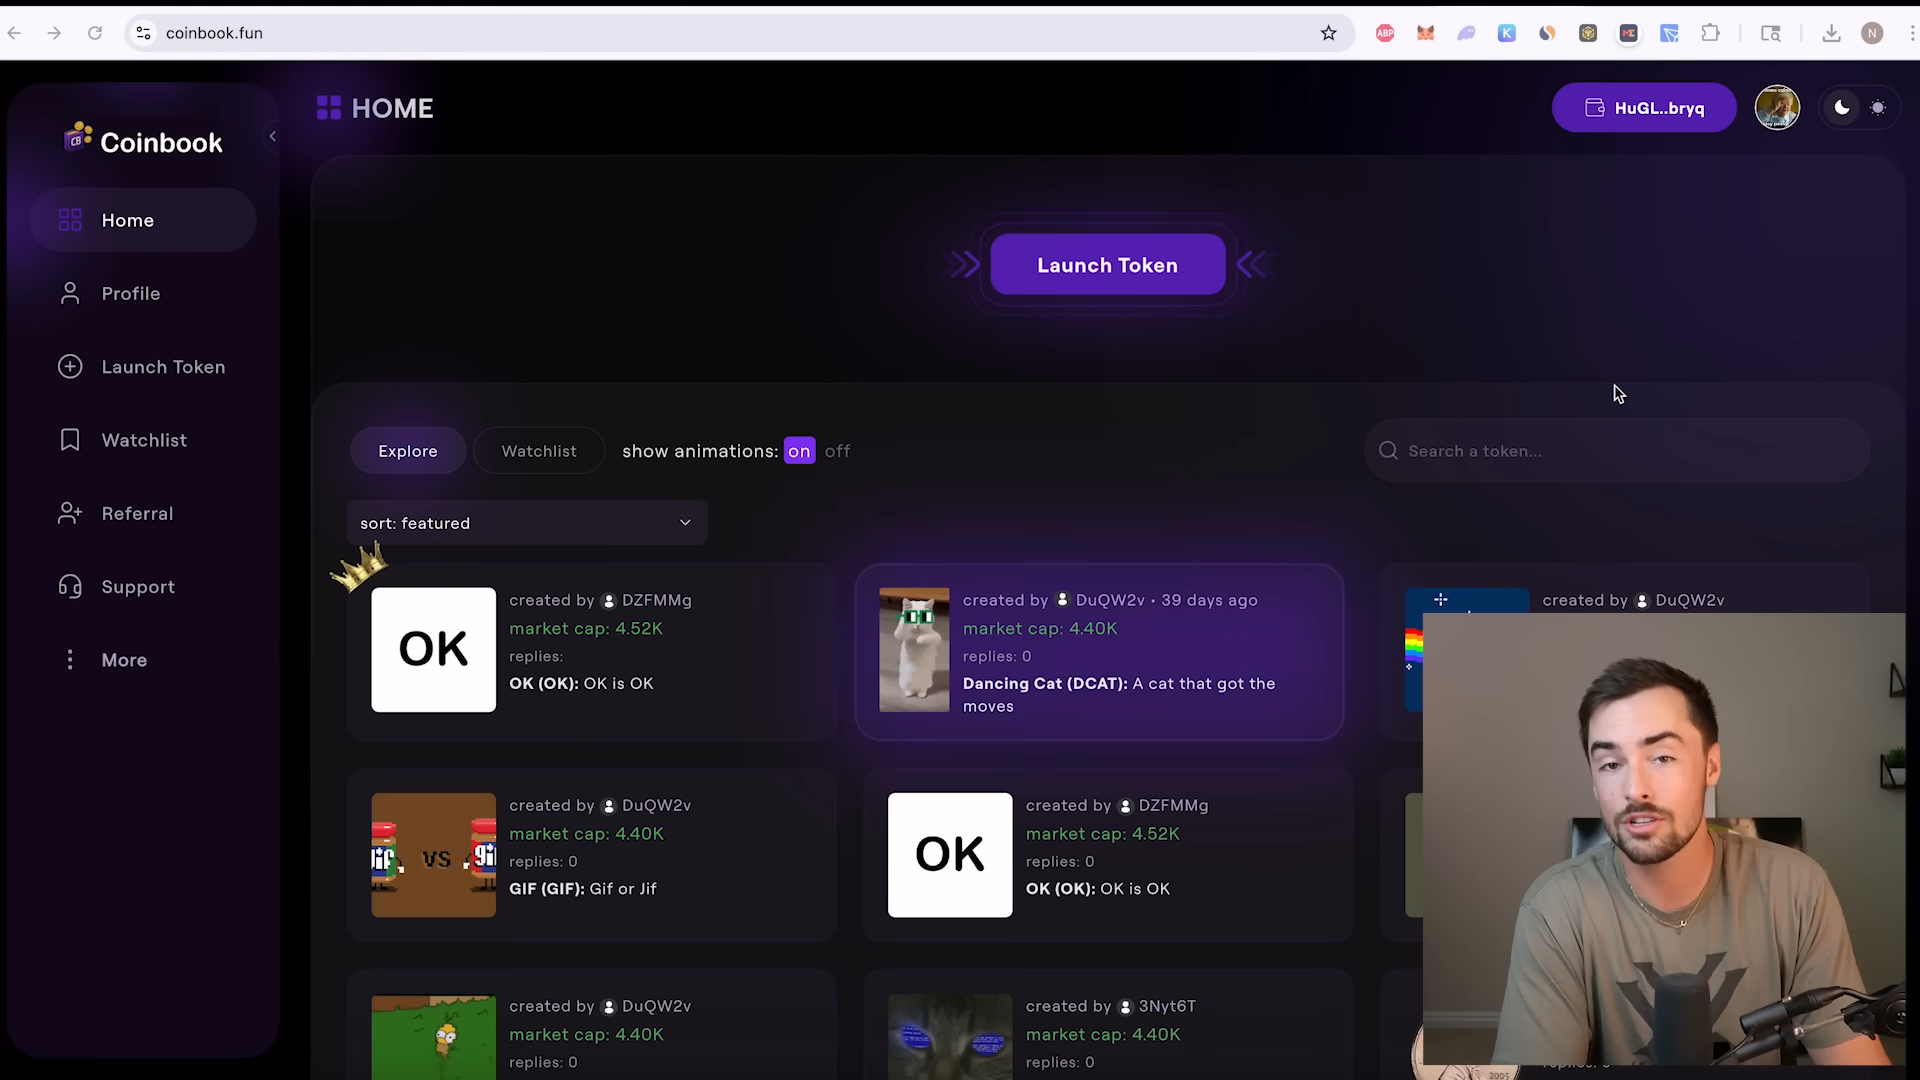 coinbook.fun
ABP
K
N
CB
Coinbook
HOME
HuGL..bryq
Home
Profile
Launch Token
Watchlist
Referral
Support
More
Launch Token
Explore
Watchlist
show animations: on off
Search a token...
sort: featured
OK
created by DZFMMg
market cap: 4.52K
replies:
OK (OK): OK is OK
created by DuQW2v • 39 days ago
market cap: 4.40K
replies: 0
Dancing Cat (DCAT): A cat that got the
moves
created by DuQW2v
VS
created by DuQW2v
market cap: 4.40K
replies: 0
GIF (GIF): Gif or Jif
OK
created by DZFMMg
market cap: 4.52K
replies: 0
OK (OK): OK is OK
created by DuQW2v
market cap: 4.40K
replies: 0
created by 3Nyt6T
market cap: 4.40K
replies: 0
2005